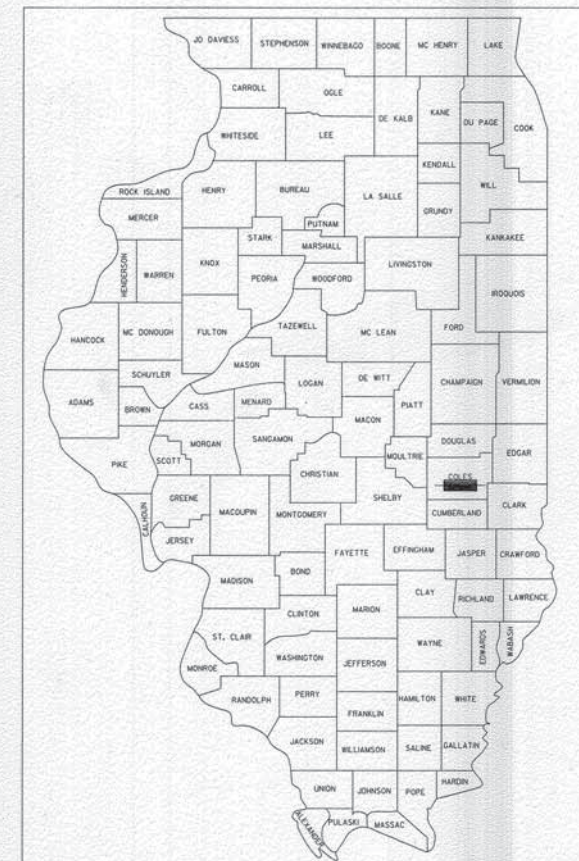 JO DAVIESS
STEPHENSON
WINNEBAGO
BOONE
MC HENRY
LAKE
CARROLL
OGLE
DE KALB
KANE
DU PAGE
COOK
WHITESIDE
LEE
KENDALL
WILL
ROCK ISLAND
HENRY
BUREAU
LA SALLE
GRUNDY
MERCER
PUTNAM
STARK
MARSHALL
KANKAKEE
HENDERSON
WARREN
KNOX
PEORIA
WOODFORD
LIVINGSTON
IROQUOIS
HANCOCK
MC DONOUGH
FULTON
TAZEWELL
MC LEAN
FORD
MASON
SCHUYLER
LOGAN
DE WITT
CHAMPAIGN
VERMILION
ADAMS
BROWN
CASS
MENARD
MACON
PIATT
DOUGLAS
EDGAR
PIKE
SCOTT
MORGAN
SANGAMON
CHRISTIAN
MOULTRIE
COLES
SHELBY
CALHOUN
GREENE
MACOUPIN
MONTGOMERY
CUMBERLAND
CLARK
JERSEY
FAYETTE
EFFINGHAM
JASPER
CRAWFORD
MADISON
BOND
CLAY
RICHLAND
LAWRENCE
CLINTON
MARION
ST. CLAIR
WAYNE
EDWARDS
WABASH
MONROE
WASHINGTON
JEFFERSON
RANDOLPH
PERRY
HAMILTON
WHITE
FRANKLIN
JACKSON
WILLIAMSON
SALINE
GALLATIN
UNION
JOHNSON
POPE
HARDIN
ALEXANDER
PULASKI
MASSAC